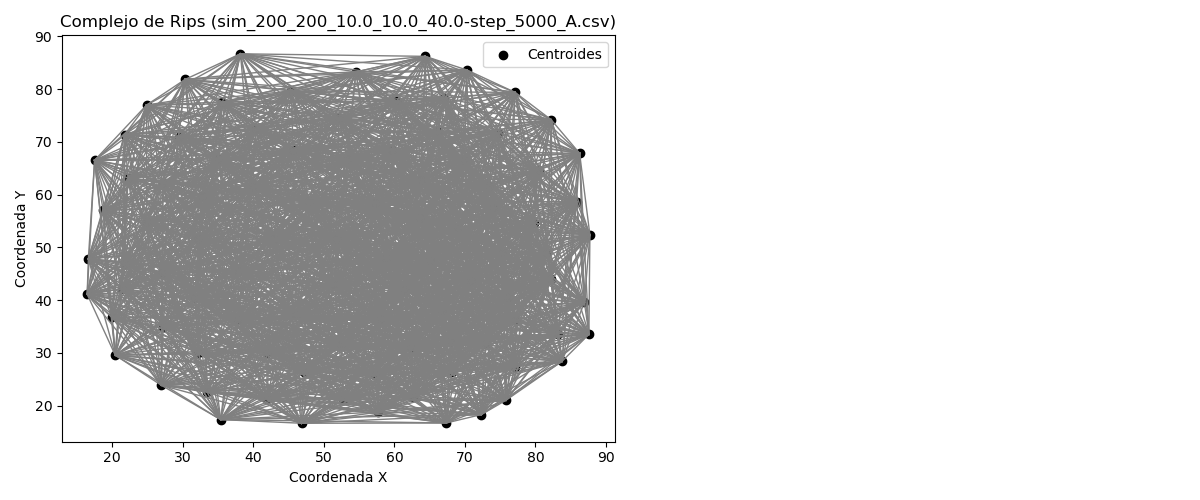 Complejo de Rips (sim_200_200_10.0_10.0_40.0-step_5000_A.csv)
Centroides
Coordenada Y
90
80
70
60
50
40
30
20
20 30 40 50 60 70 80 90
Coordenada X